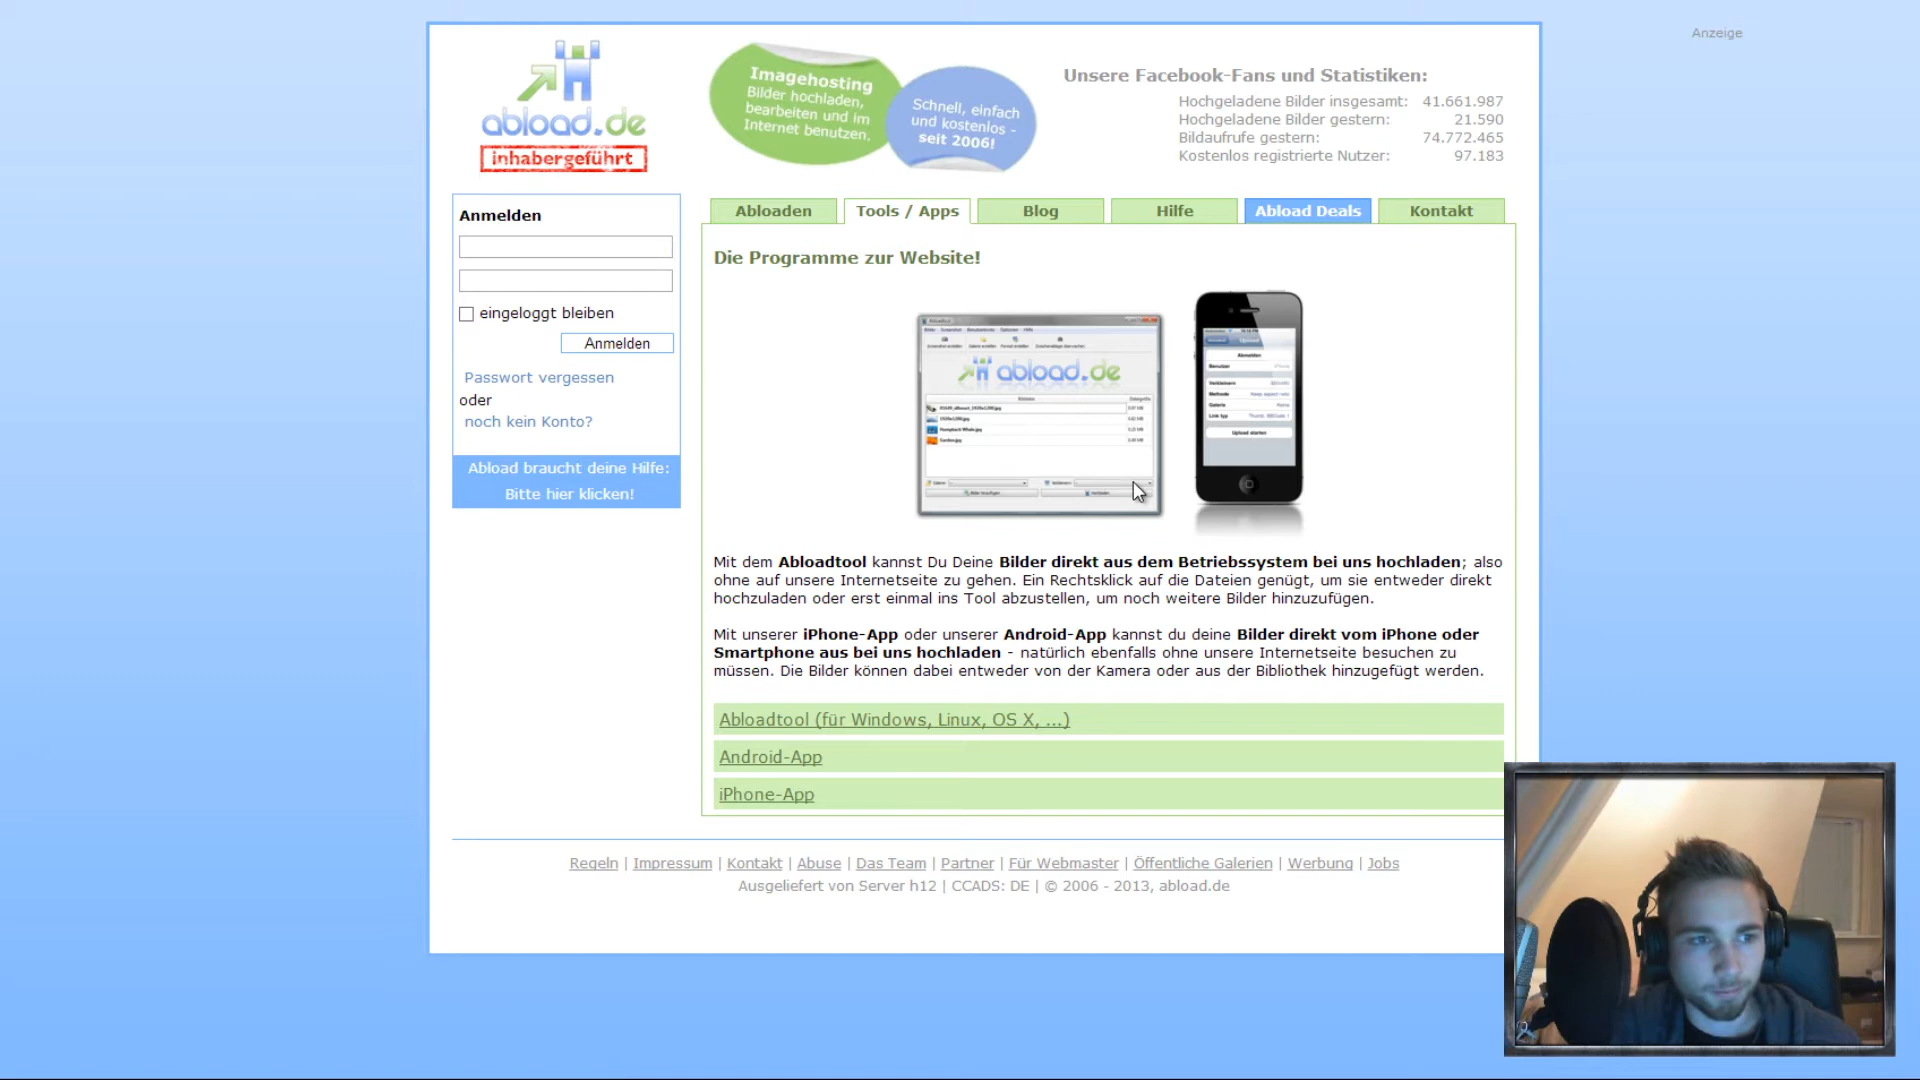 Anzeige
abload.de
inhabergeführt
Imagehosting
Bilder hochladen,
bearbeiten und im
Internet benutzen.
Schnell, einfach
und kostenlos -
seit 2006!
Unsere Facebook-Fans und Statistiken:
Hochgeladene Bilder insgesamt: 41.661.987
Hochgeladene Bilder gestern: 21.590
Bildaufrufe gestern: 74.772.465
Kostenlos registrierte Nutzer: 97.183
Anmelden
eingeloggt bleiben
Anmelden
Passwort vergessen
oder
noch kein Konto?
Abload braucht deine Hilfe:
Bitte hier klicken!
Abloaden Tools / Apps Blog Hilfe Abload Deals Kontakt
Die Programme zur Website!
abload.de
Mit dem Abloadtool kannst Du Deine Bilder direkt aus dem Betriebssystem bei uns hochladen; also
ohne auf unsere Internetseite zu gehen. Ein Rechtsklick auf die Dateien genügt, um sie entweder direkt
hochzuladen oder erst einmal ins Tool abzustellen, um noch weitere Bilder hinzuzufügen.
Mit unserer iPhone-App oder unserer Android-App kannst du deine Bilder direkt vom iPhone oder
Smartphone aus bei uns hochladen - natürlich ebenfalls ohne unsere Internetseite besuchen zu
müssen. Die Bilder können dabei entweder von der Kamera oder aus der Bibliothek hinzugefügt werden.
Abloadtool (für Windows, Linux, OS X, ...)
Android-App
iPhone-App
Regeln | Impressum | Kontakt | Abuse | Das Team | Partner | Für Webmaster | Öffentliche Galerien | Werbung | Jobs
Ausgeliefert von Server h12 | CCADS: DE | © 2006 - 2013, abload.de